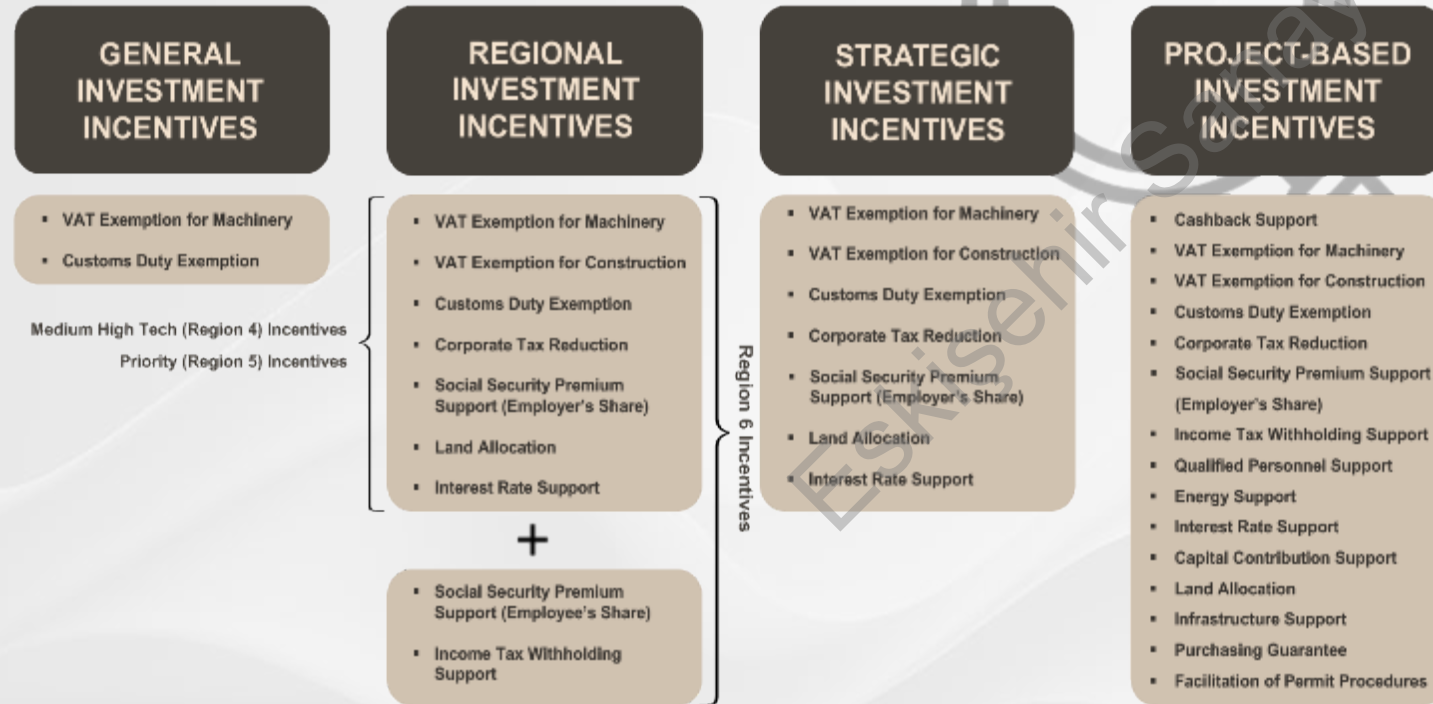 GENERAL
INVESTMENT
INCENTIVES
▪ VAT Exemption for Machinery
▪ Customs Duty Exemption
Medium High Tech (Region 4) Incentives
Priority (Region 5) Incentives
REGIONAL
INVESTMENT
INCENTIVES
▪ VAT Exemption for Machinery
▪ VAT Exemption for Construction
▪ Customs Duty Exemption
▪ Corporate Tax Reduction
▪ Social Security Premium
Support (Employer's Share)
▪ Land Allocation
▪ Interest Rate Support
+
▪ Social Security Premium
Support (Employee's Share)
▪ Income Tax Withholding
Support
Region 6 Incentives
STRATEGIC
INVESTMENT
INCENTIVES
▪ VAT Exemption for Machinery
▪ VAT Exemption for Construction
▪ Customs Duty Exemption
▪ Corporate Tax Reduction
▪ Social Security Premium
Support (Employer's Share)
▪ Land Allocation
▪ Interest Rate Support
PROJECT-BASED
INVESTMENT
INCENTIVES
▪ Cashback Support
▪ VAT Exemption for Machinery
▪ VAT Exemption for Construction
▪ Customs Duty Exemption
▪ Corporate Tax Reduction
▪ Social Security Premium Support
(Employer's Share)
▪ Income Tax Withholding Support
▪ Qualified Personnel Support
▪ Energy Support
▪ Interest Rate Support
▪ Capital Contribution Support
▪ Land Allocation
▪ Infrastructure Support
▪ Purchasing Guarantee
▪ Facilitation of Permit Procedures
Eskişehir Sanay